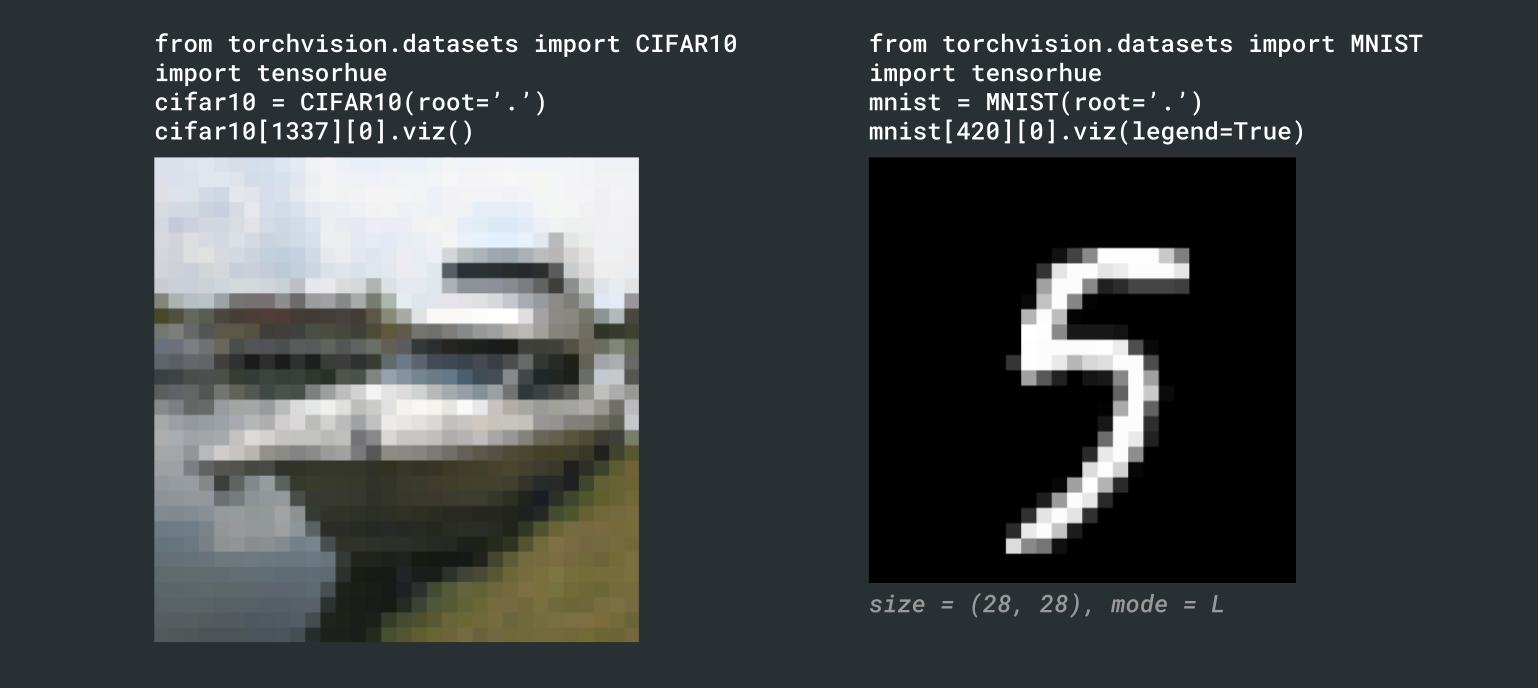 from torchvision.datasets import CIFAR10
import tensorhue
cifar10 = CIFAR10(root=’.’)
cifar10[1337][0].viz()
from torchvision.datasets import MNIST
import tensorhue
mnist = MNIST(root=’.’)
mnist[420][0].viz(legend=True)
5
size = (28, 28), mode = L